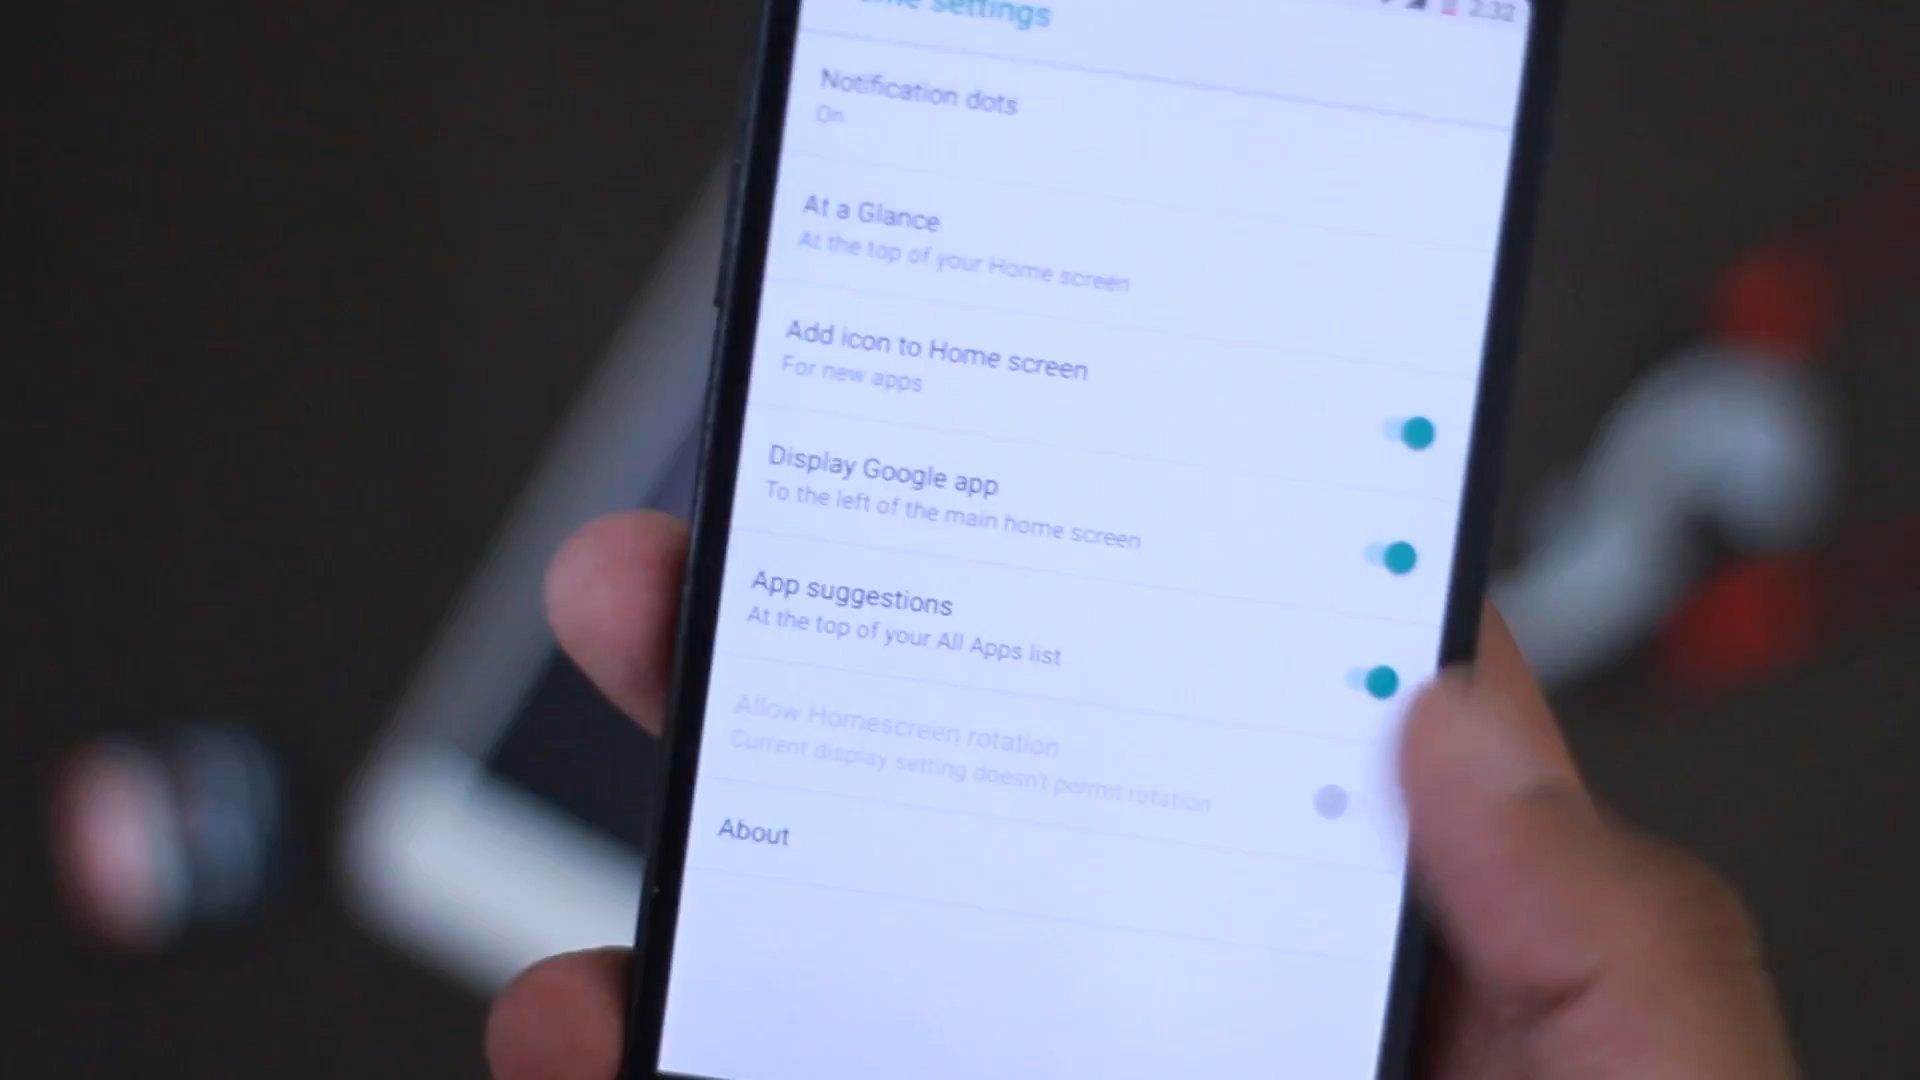 settings
2:32
Notification dots
On
At a Glance
At the top of your Home screen
Add icon to Home screen
For new apps
Display Google app
To the left of the main home screen
App suggestions
At the top of your All Apps list
Allow Homescreen rotation
Current display setting doesn't permit rotation
About